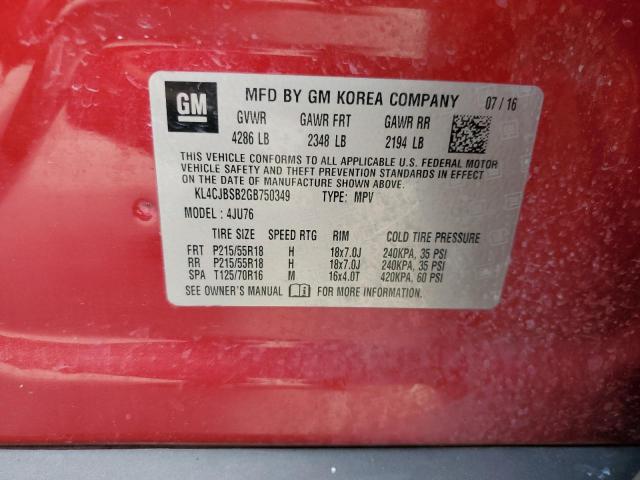 GM
MFD BY GM KOREA COMPANY 07/16
GVWR GAWR FRT GAWR RR
4286 LB 2348 LB 2194 LB
THIS VEHICLE CONFORMS TO ALL APPLICABLE U.S. FEDERAL MOTOR
VEHICLE SAFETY AND THEFT PREVENTION STANDARDS IN EFFECT
ON THE DATE OF MANUFACTURE SHOWN ABOVE.
KL4CJBSB2GB750349 TYPE: MPV
MODEL : 4JU76
TIRE SIZE SPEED RTG RIM COLD TIRE PRESSURE
FRT P215/55R18 H 18x7.0J 240KPA, 35 PSI
RR P215/55R18 H 18x7.0J 240KPA, 35 PSI
SPA T125/70R16 M 16x4.0T 420KPA, 60 PSI
SEE OWNER'S MANUAL FOR MORE INFORMATION.